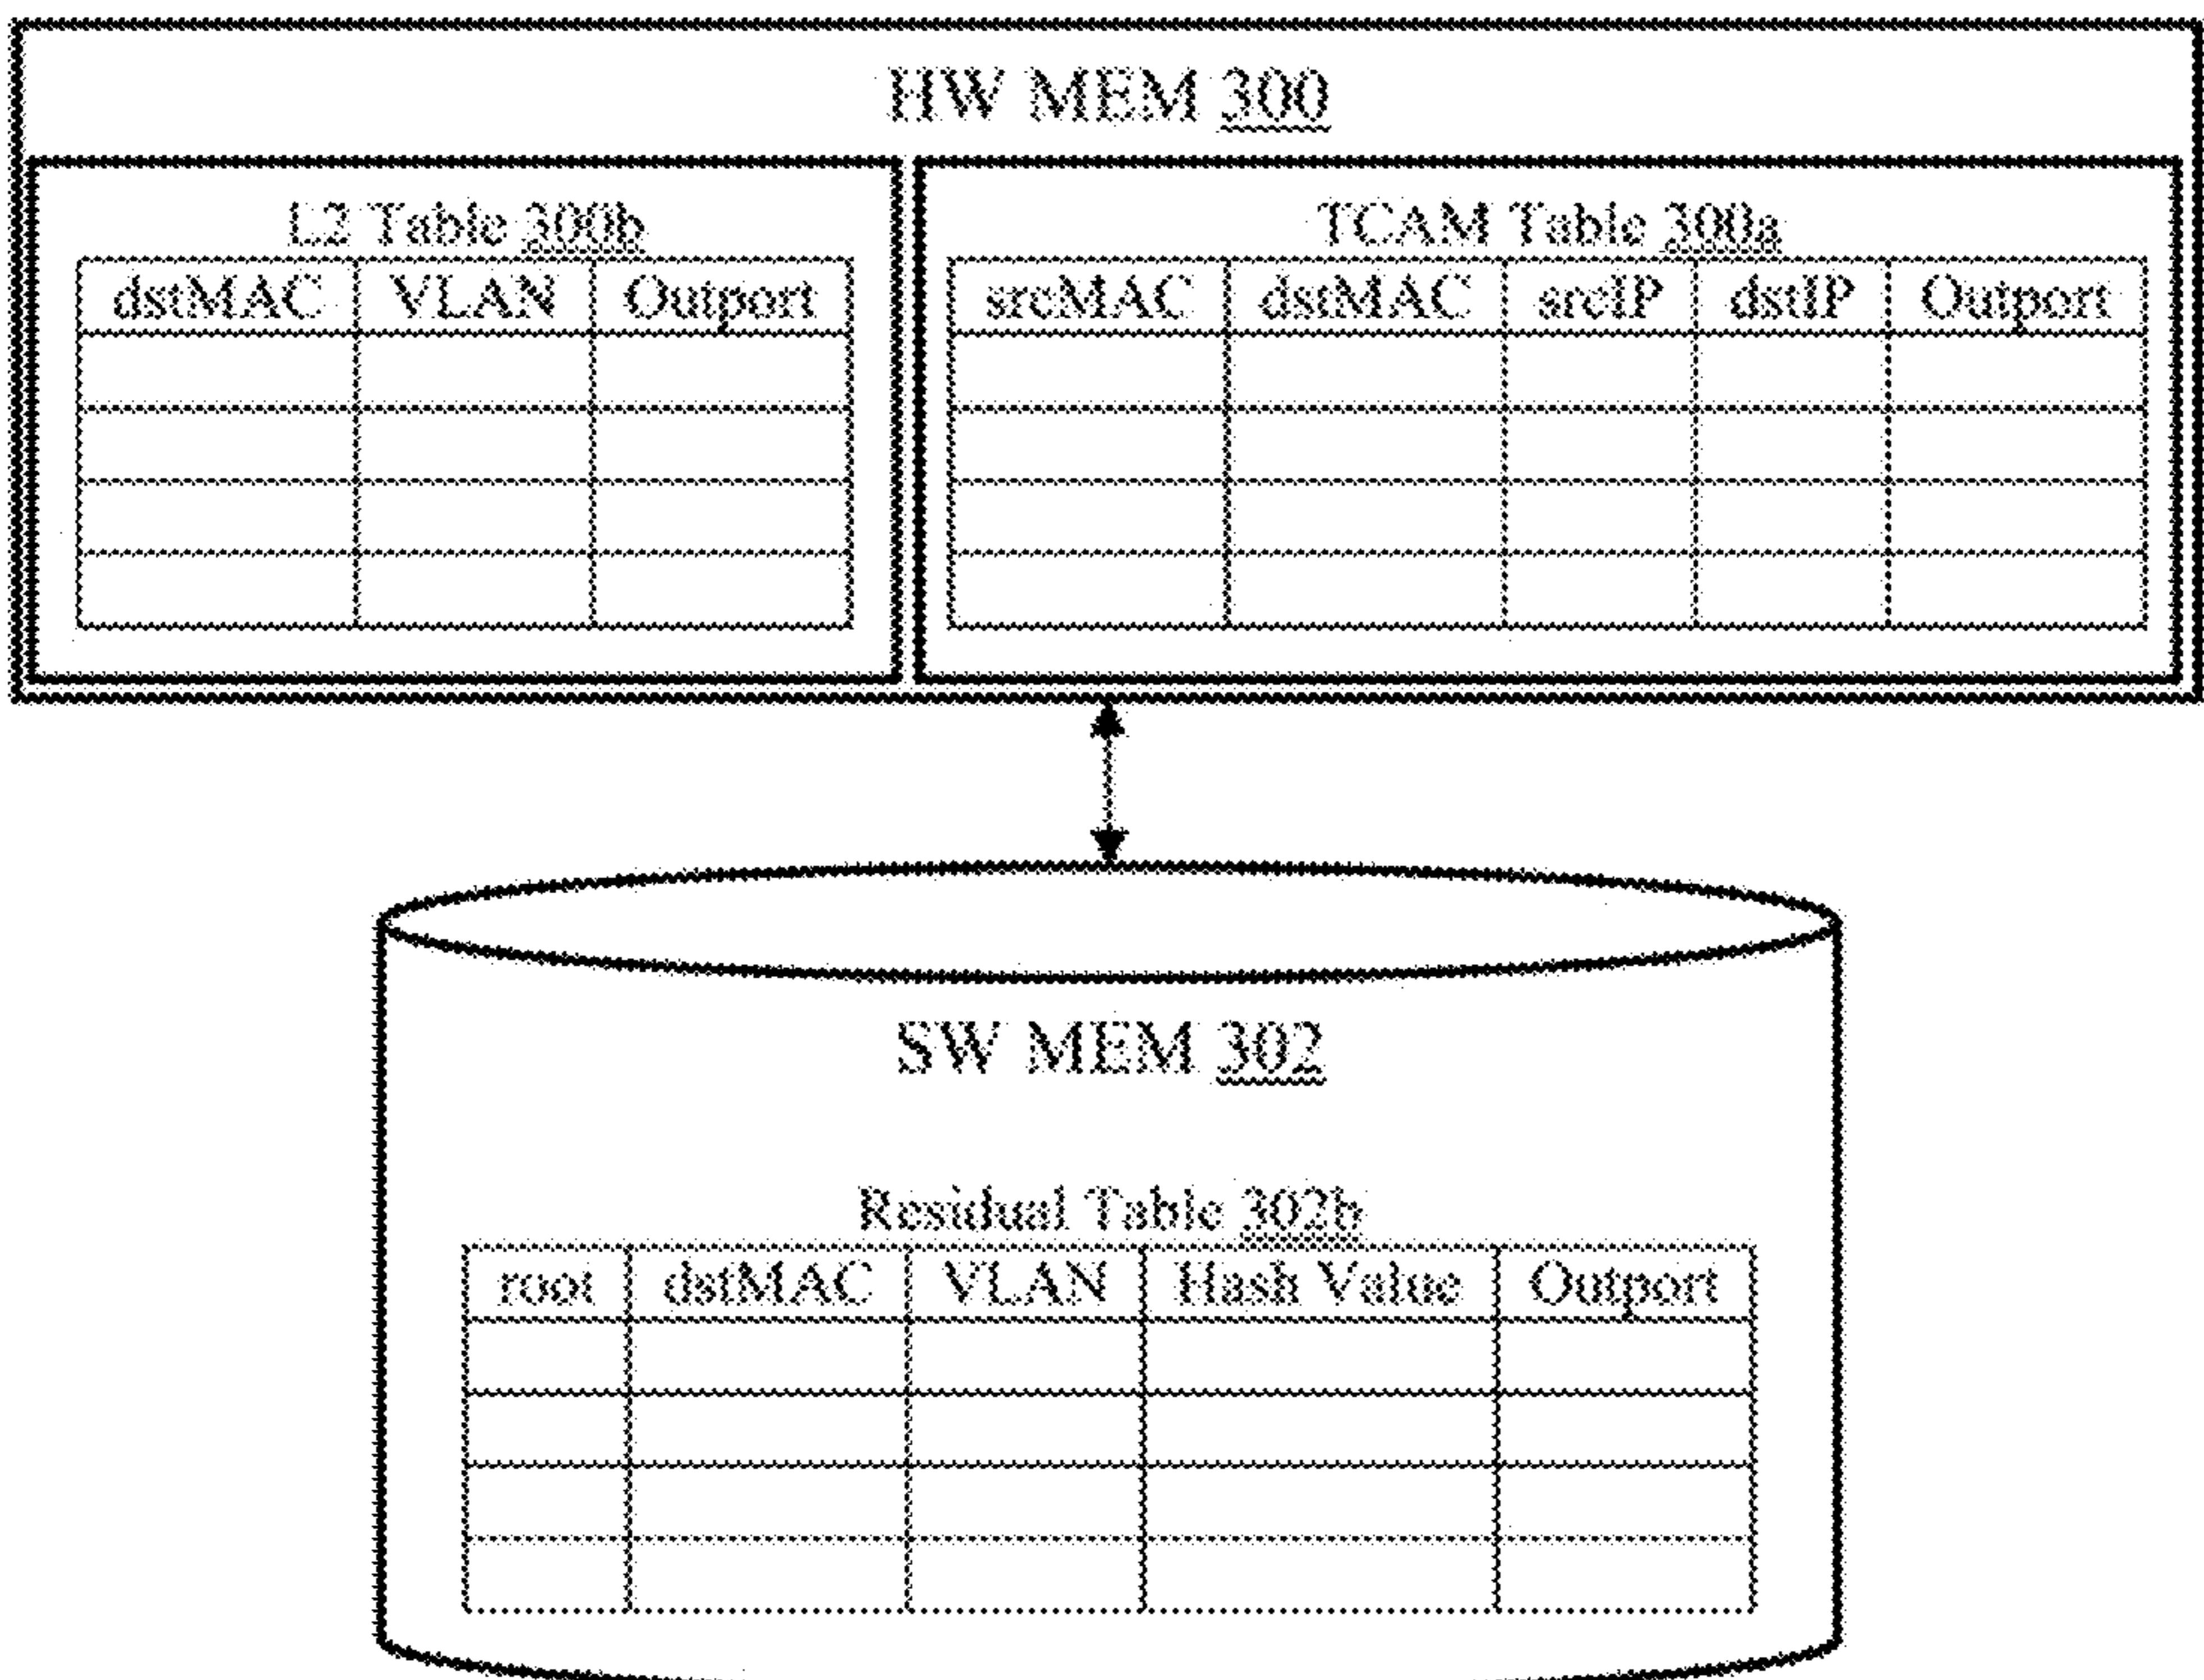 HW MEM 300
L2 Table 300b
dstMAC VLAN Outport
TCAM Table 300a
srcMAC dstMAC srcIP dstIP Outport
SW MEM 302
Residual Table 302b
root dstMAC VLAN Hash Value Outport